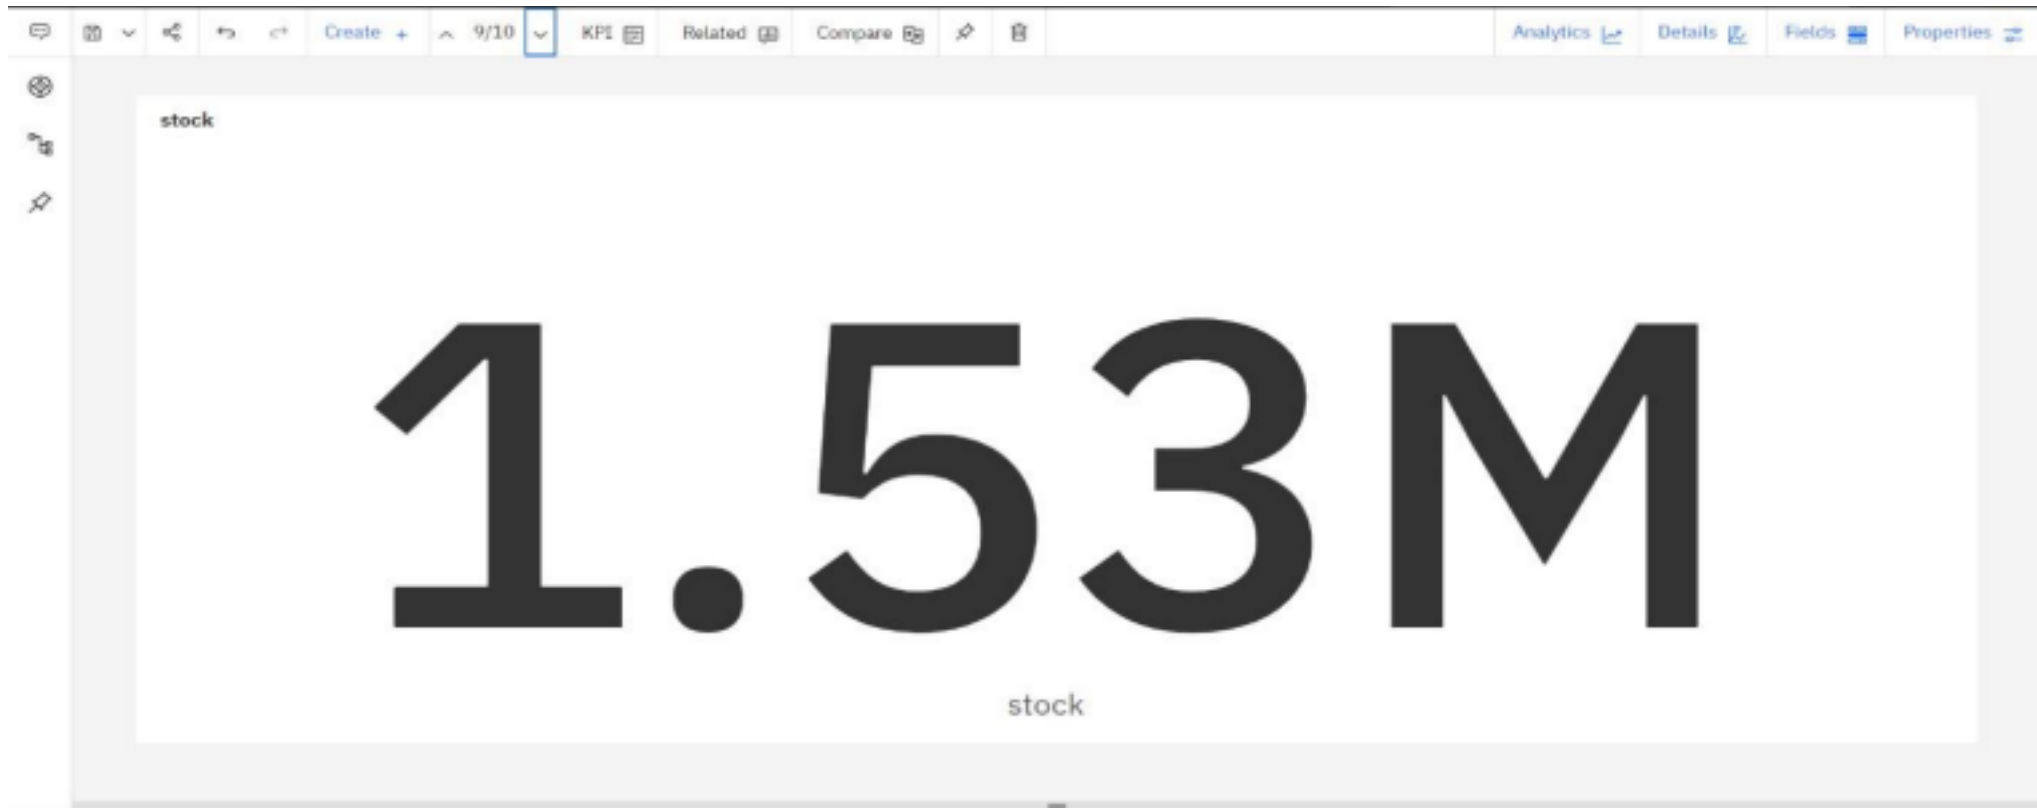 Create + 9/10 KPI Related Compare Analytics Details Fields Properties
stock
1.53M
stock